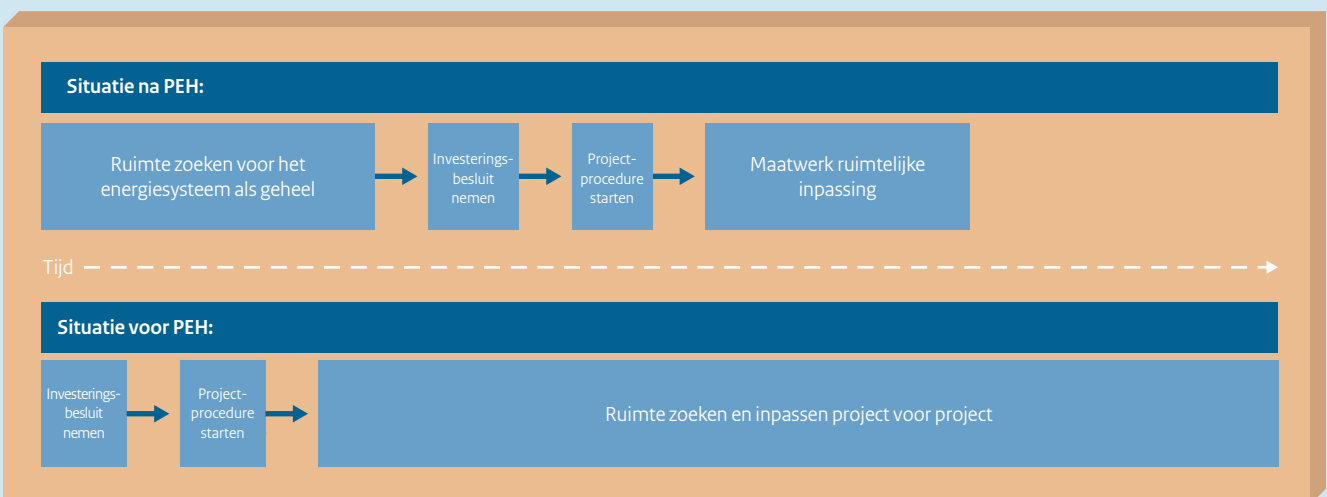 Situatie na PEH:
Ruimte zoeken voor het
energiesysteem als geheel
Investerings-
besluit
nemen
Project-
procedure
starten
Maatwerk ruimtelijke
inpassing
Tijd
Situatie voor PEH:
Investerings-
besluit
nemen
Project-
procedure
starten
Ruimte zoeken en inpassen project voor project